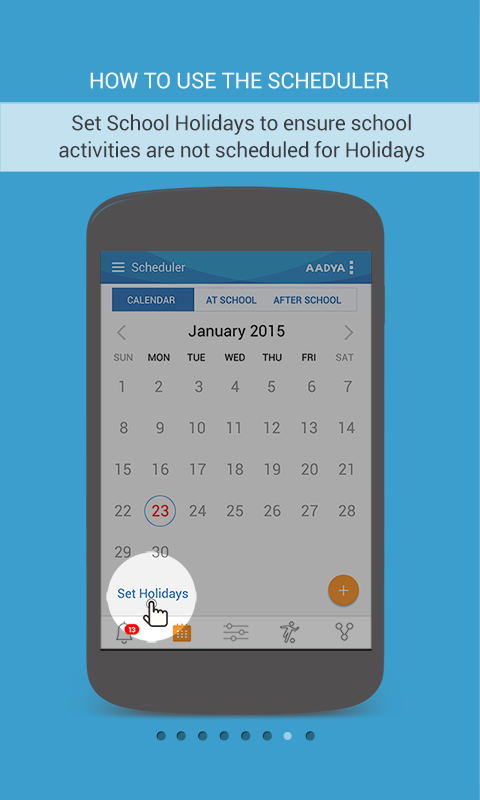 HOW TO USE THE SCHEDULER
Set School Holidays to ensure school
activities are not scheduled for Holidays
Scheduler AADYA
CALENDAR AT SCHOOL AFTER SCHOOL
January 2015
SUN MON TUE WED THU FRI SAT
1 2 3 4 5 6 7
8 9 10 11 12 13 14
15 16 17 18 19 20 21
22 23 24 25 26 27 28
29 30
Set Holidays
+
13